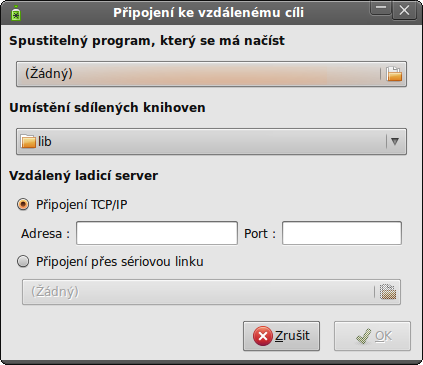 Připojení ke vzdálenému cíli
Spustitelný program, který se má načíst
(Žádný)
Umístění sdílených knihoven
lib
Vzdálený ladicí server
Připojení TCP/IP
Adresa : Port :
Připojení přes sériovou linku
(Žádný)
Zrušit OK